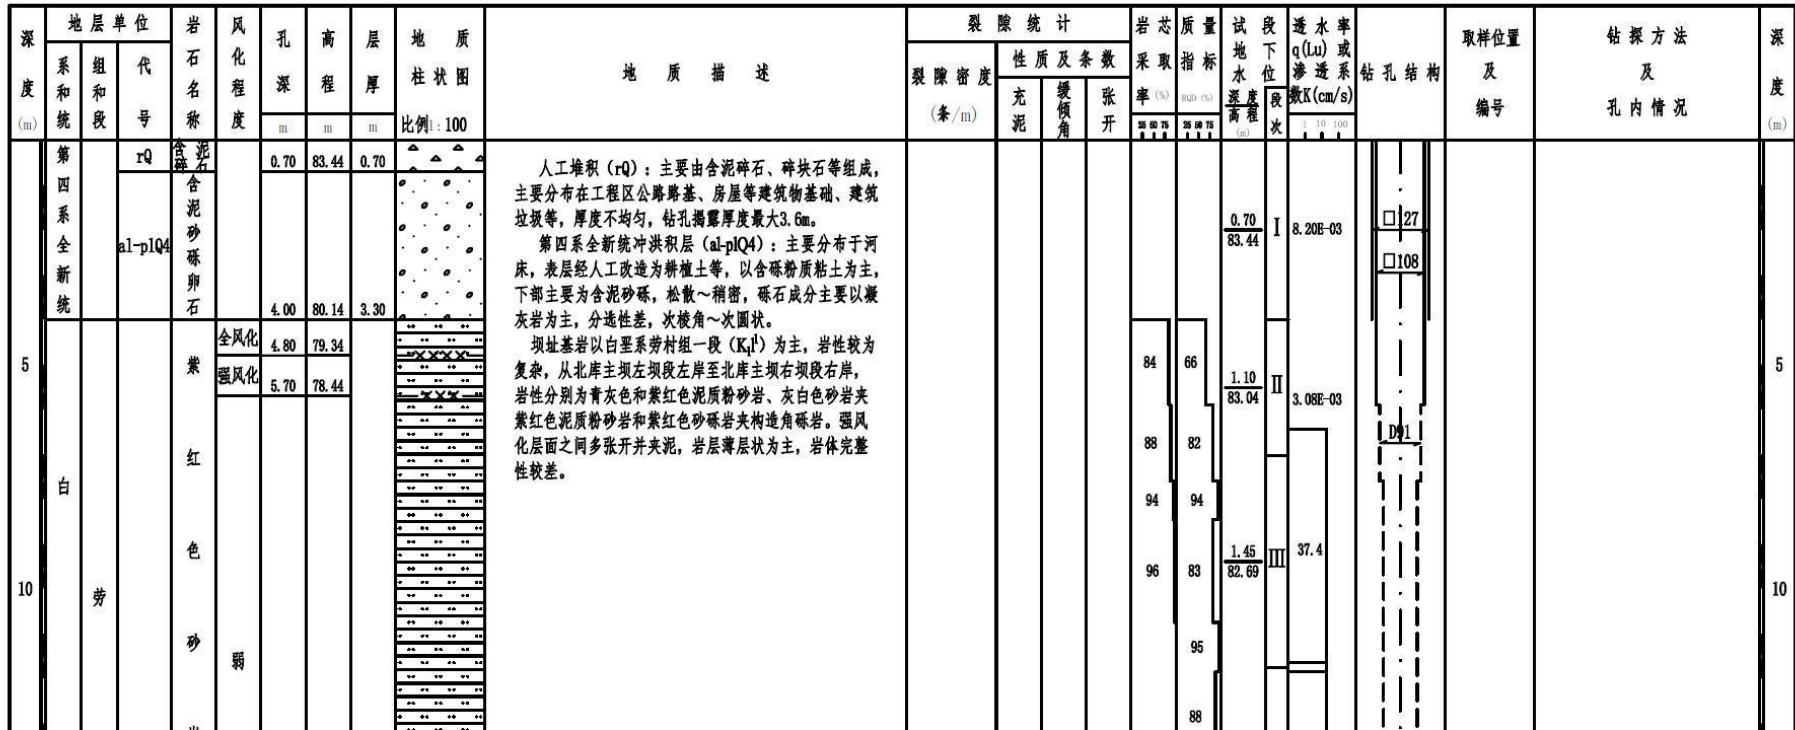 深度(m)
地层单位
系和统
组和段
代号
岩石名称
风化程度
孔深
m
高程
m
层厚
m
地质柱状图
比例1:100
地质描述
裂隙统计
裂隙密度(条/m)
性质及条数
充泥
缓倾角
张开
岩芯采取率(%)
25 50 75
质量指标
RQD (%)
25 50 75
试段
地下水位
深度
高程
(m)
段次
透水率
q(Lu) 或
渗透系
数K(cm/s)
1 10 100
钻孔结构
取样位置
及
编号
钻探方法
及
孔内情况
深度(m)
第四系全新统
rQ
含泥碎石
0.70 83.44 0.70
al-plQ4
含泥砂砾卵石
4.00 80.14 3.30
全风化
4.80 79.34
强风化
5.70 78.44
5
10
白
劳
紫红色砂
弱
人工堆积(rQ):主要由含泥碎石、碎块石等组成,
主要分布在工程区公路路基、房屋等建筑物基础、建筑
垃圾等,厚度不均匀,钻孔揭露厚度最大3.6m。
第四系全新统冲洪积层(al-plQ4):主要分布于河
床,表层经人工改造为耕植土等,以含砾粉质粘土为主,
下部主要为含泥砂砾,松散~稍密,砾石成分主要以凝
灰岩为主,分选性差,次棱角~次圆状。
坝址基岩以白垩系劳村组一段(K₁l¹)为主,岩性较为
复杂,从北库主坝左坝段左岸至北库主坝右坝段右岸,
岩性分别为青灰色和紫红色泥质粉砂岩、灰白色砂岩夹
紫红色泥质粉砂岩和紫红色砂砾岩夹构造角砾岩。强风
化层面之间多张开并夹泥,岩层薄层状为主,岩体完整
性较差。
84
88
94
96
66
82
94
83
95
88
0.70
83.44
I
8.20E-03
1.10
83.04
II
3.08E-03
1.45
82.69
III
37.4
□127
□108
D91
5
10